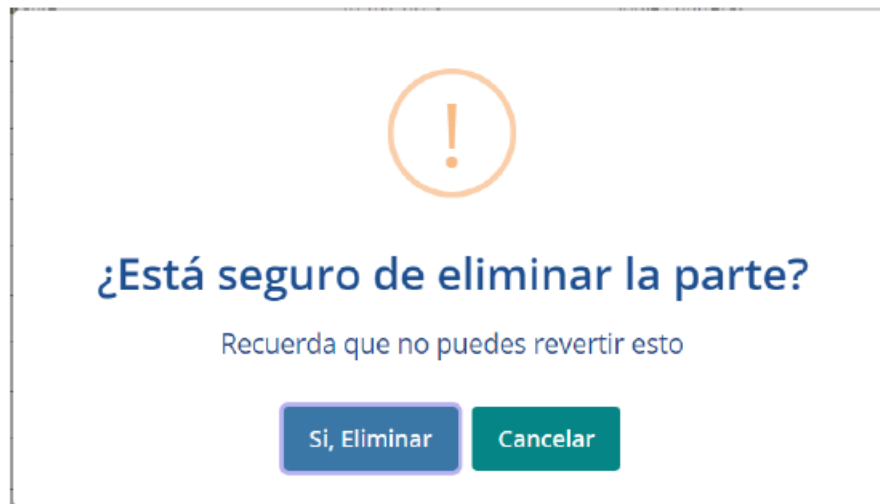 ¿Está seguro de eliminar la parte?
Recuerda que no puedes revertir esto
Si, Eliminar
Cancelar